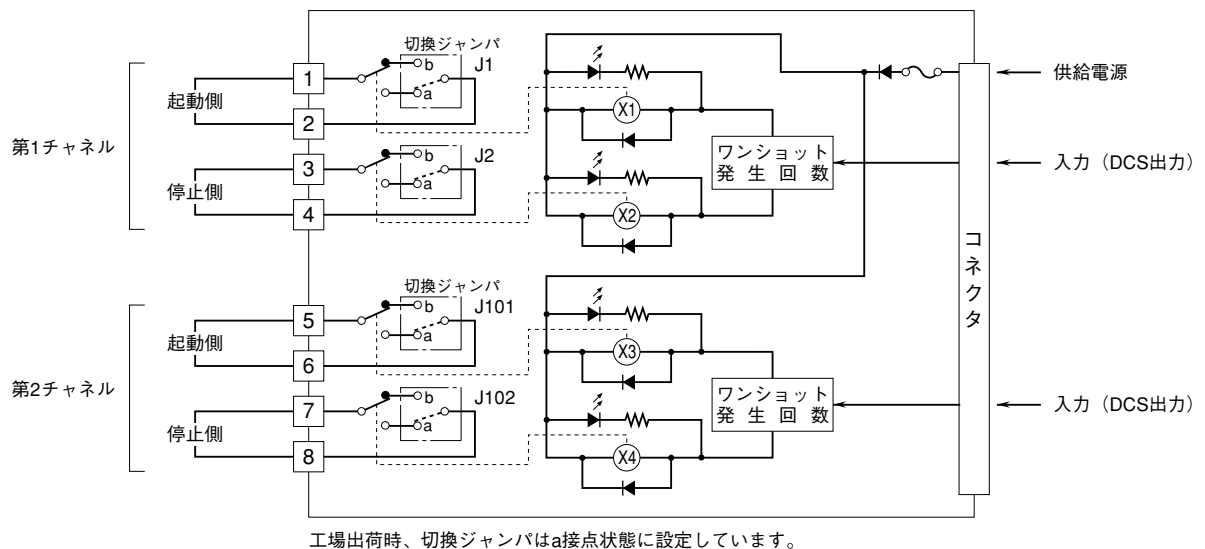 切換ジャンパ
b
J1
a
1
起動側
2
第1チャネル
3
停止側
4
b
J2
a
X1
X2
ワンショット
発生回数
供給電源
入力(DCS出力)
コネクタ
切換ジャンパ
b
J101
a
5
起動側
6
第2チャネル
7
停止側
8
b
J102
a
X3
X4
ワンショット
発生回数
入力(DCS出力)
工場出荷時、切換ジャンパはa接点状態に設定しています。